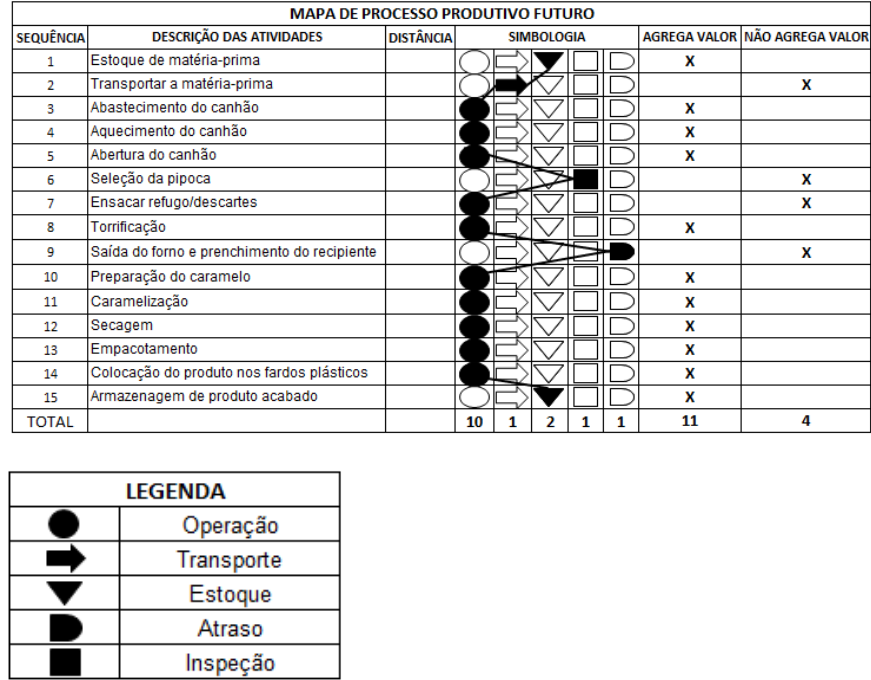 MAPA DE PROCESSO PRODUTIVO FUTURO
SEQUÊNCIA DESCRIÇÃO DAS ATIVIDADES DISTÂNCIA SIMBOLOGIA AGREGA VALOR NÃO AGREGA VALOR
1 Estoque de matéria-prima X
2 Transportar a matéria-prima X
3 Abastecimento do canhão X
4 Aquecimento do canhão X
5 Abertura do canhão X
6 Seleção da pipoca X
7 Ensacar refugo/descartes X
8 Torrificação X
9 Saída do forno e prenchimento do recipiente X
10 Preparação do caramelo X
11 Caramelização X
12 Secagem X
13 Empacotamento X
14 Colocação do produto nos fardos plásticos X
15 Armazenagem de produto acabado X
TOTAL 10 1 2 1 1 11 4
LEGENDA
Operação
Transporte
Estoque
Atraso
Inspeção